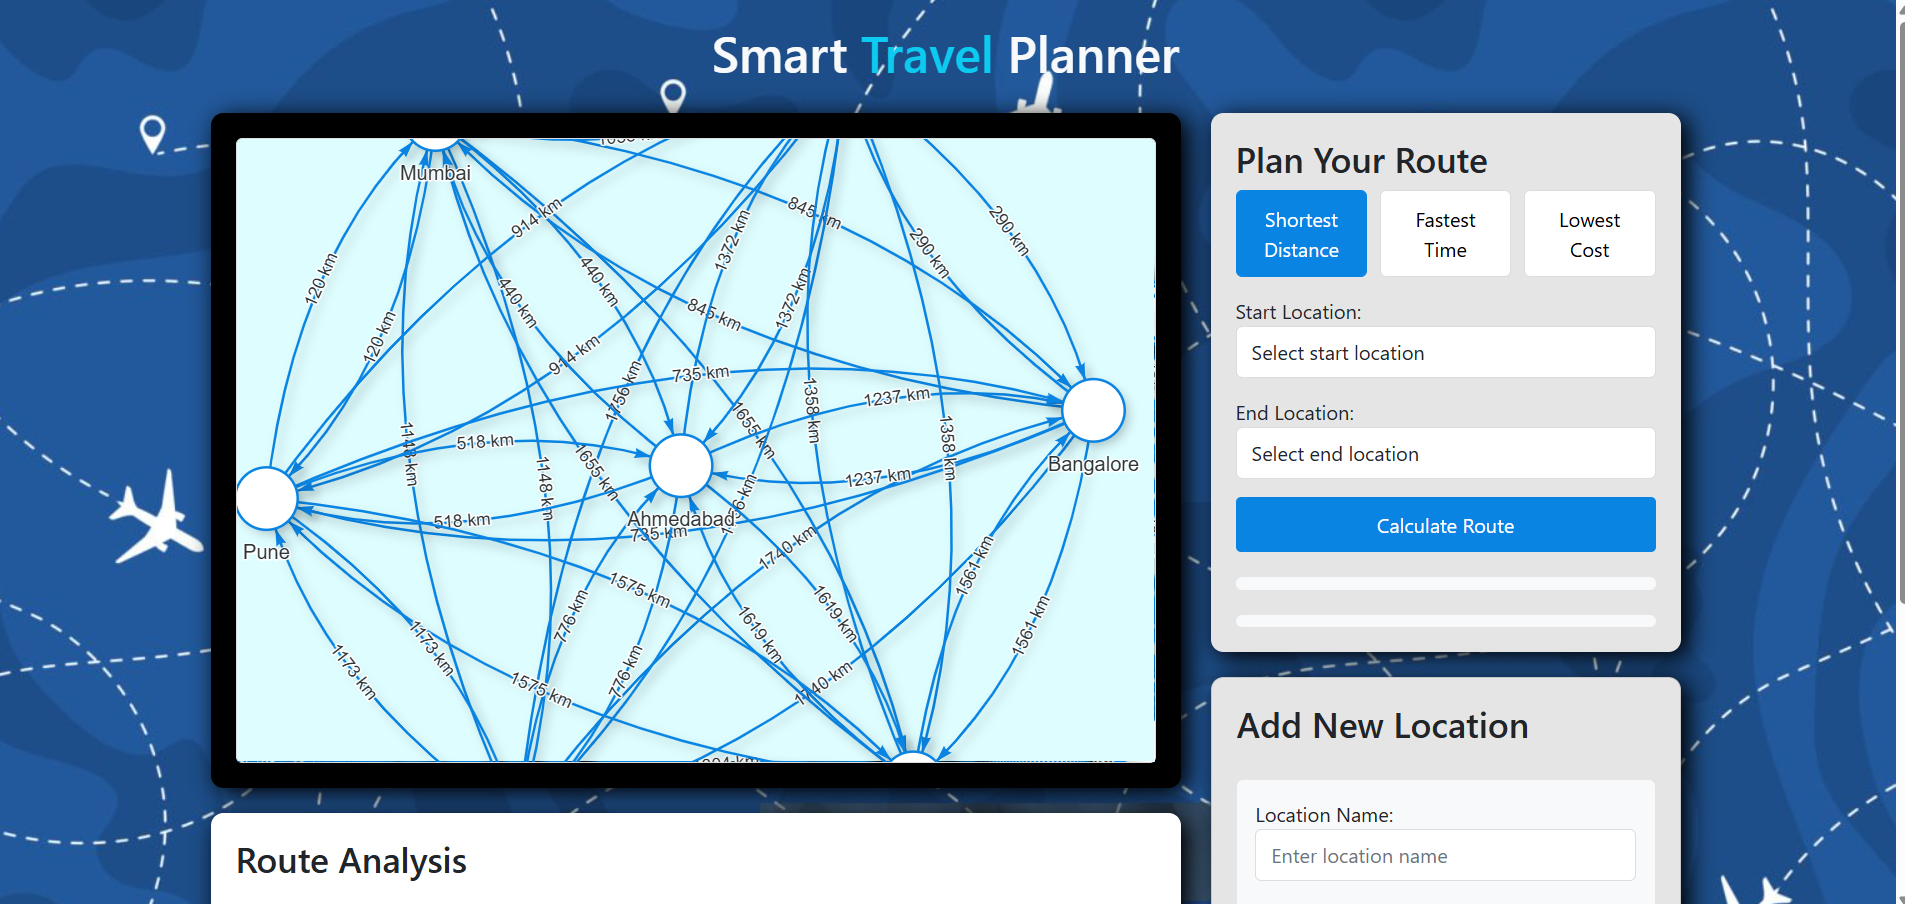 Smart Travel Planner
Mumbai
914 km
845 km
290 km
290 km
1372 km
120 km
440 km
440 km
845 km
1372 km
120 km
914 km
735 km
1756 km
1237 km
1358 km
1655 km
1358 km
518 km
1148 km
1148 km
1655 km
1237 km
Bangalore
518 km
Ahmedabad
735 km
Pune
1740 km
1561 km
1575 km
776 km
1619 km
1619 km
1561 km
1173 km
1173 km
776 km
1575 km
1740 km
Plan Your Route
Shortest
Distance
Fastest
Time
Lowest
Cost
Start Location:
Select start location
End Location:
Select end location
Calculate Route
Add New Location
Location Name:
Enter location name
Route Analysis